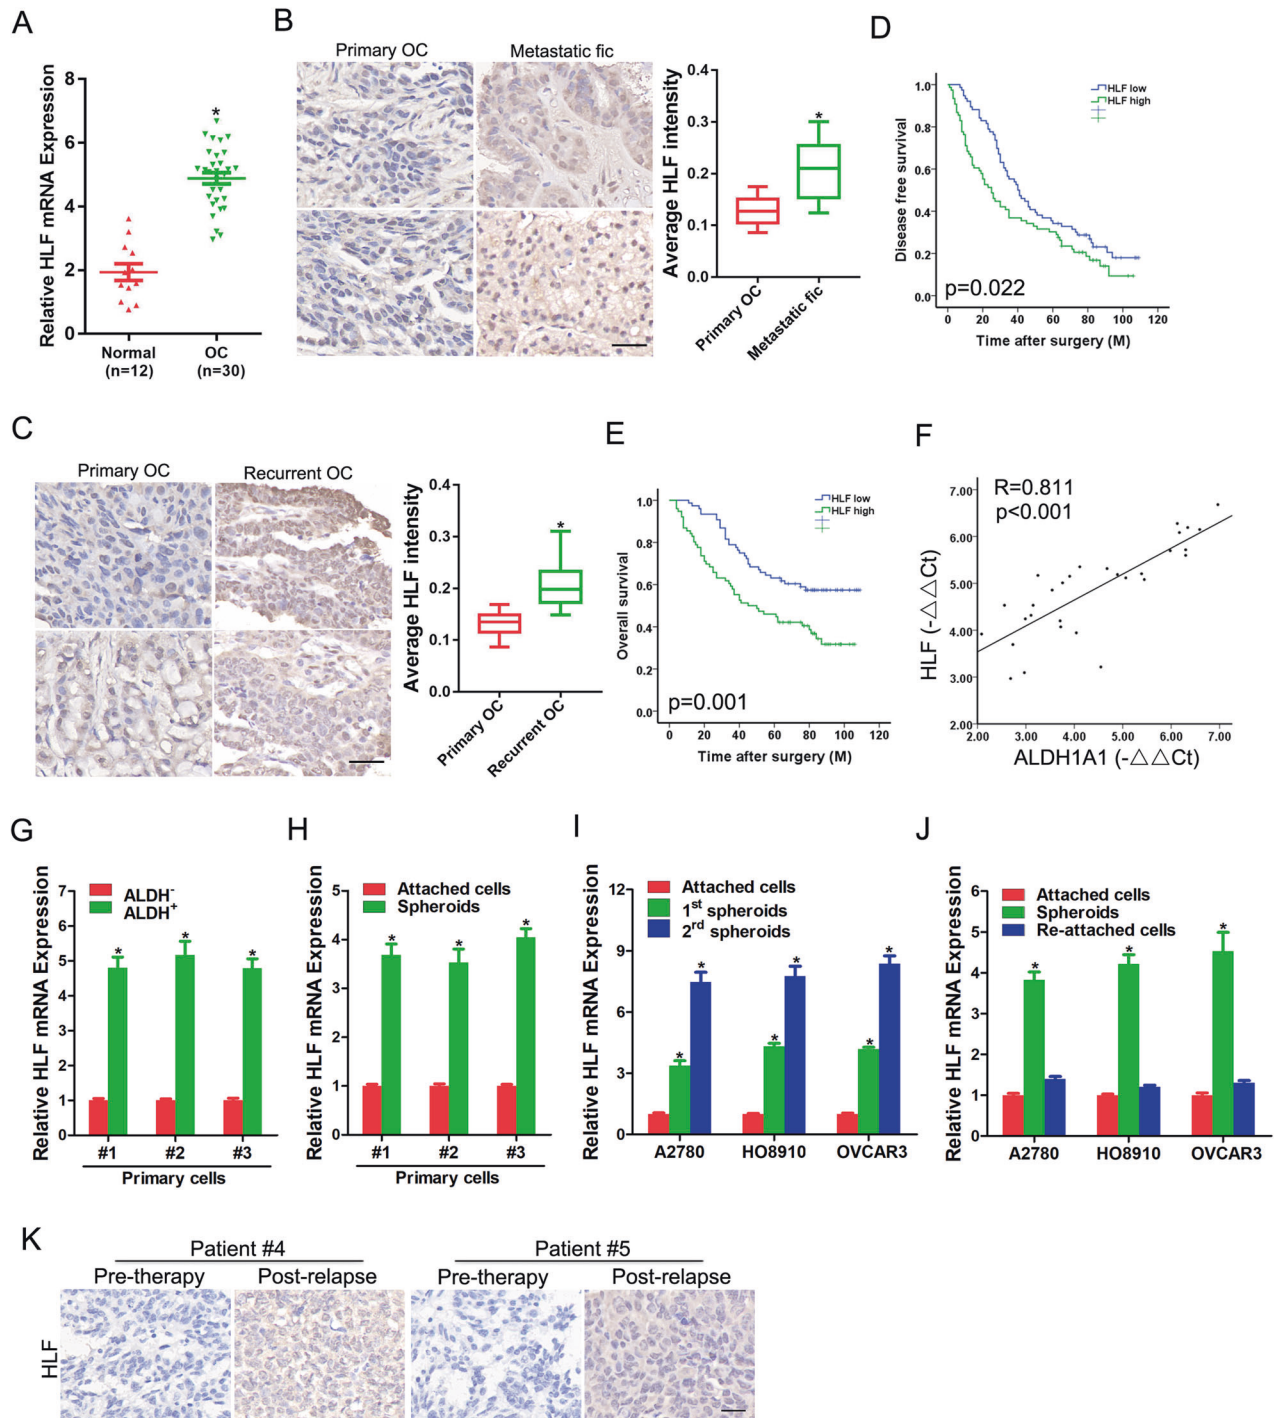 A
Relative HLF mRNA Expression
8
6
4
2
0
*
Normal
(n=12)
OC
(n=30)
B
Primary OC
Metastatic fic
Average HLF intensity
0.4
0.3
0.2
0.1
0.0
*
Primary OC
Metastatic fic
D
Disease free survival
1.0
0.8
0.6
0.4
0.2
0.0
HLF low
HLF high
p=0.022
0 20 40 60 80 100 120
Time after surgery (M)
C
Primary OC
Recurrent OC
Average HLF intensity
0.4
0.3
0.2
0.1
0.0
*
Primary OC
Recurrent OC
E
Overall survival
1.0
0.8
0.6
0.4
0.2
0.0
HLF low
HLF high
p=0.001
0 20 40 60 80 100 120
Time after surgery (M)
F
HLF (-△△Ct)
7.00
6.00
5.00
4.00
3.00
2.00
R=0.811
p<0.001
2.00 3.00 4.00 5.00 6.00 7.00
ALDH1A1 (-△△Ct)
G
Relative HLF mRNA Expression
7
6
5
4
3
2
1
0
ALDH-
ALDH+
* * *
#1 #2 #3
Primary cells
H
Relative HLF mRNA Expression
5
4
3
2
1
0
Attached cells
Spheroids
* * *
#1 #2 #3
Primary cells
I
Relative HLF mRNA Expression
12
9
6
3
0
Attached cells
1st spheroids
2rd spheroids
* * * * * *
A2780 HO8910 OVCAR3
J
Relative HLF mRNA Expression
6
5
4
3
2
1
0
Attached cells
Spheroids
Re-attached cells
* * *
A2780 HO8910 OVCAR3
K
Patient #4 Patient #5
Pre-therapy Post-relapse Pre-therapy Post-relapse
HLF